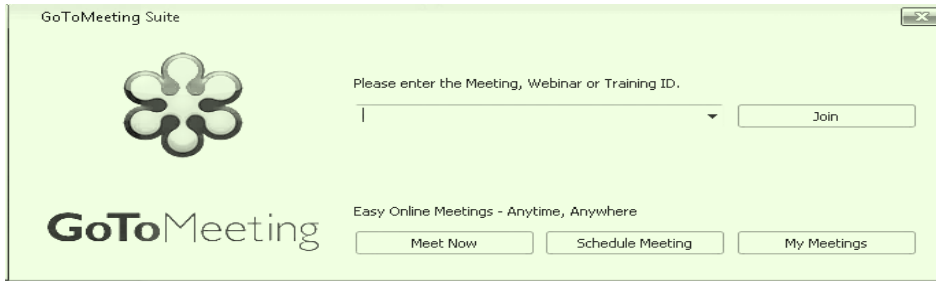 GoToMeeting Suite
Please enter the Meeting, Webinar or Training ID.
Join
GoToMeeting
Easy Online Meetings - Anytime, Anywhere
Meet Now
Schedule Meeting
My Meetings